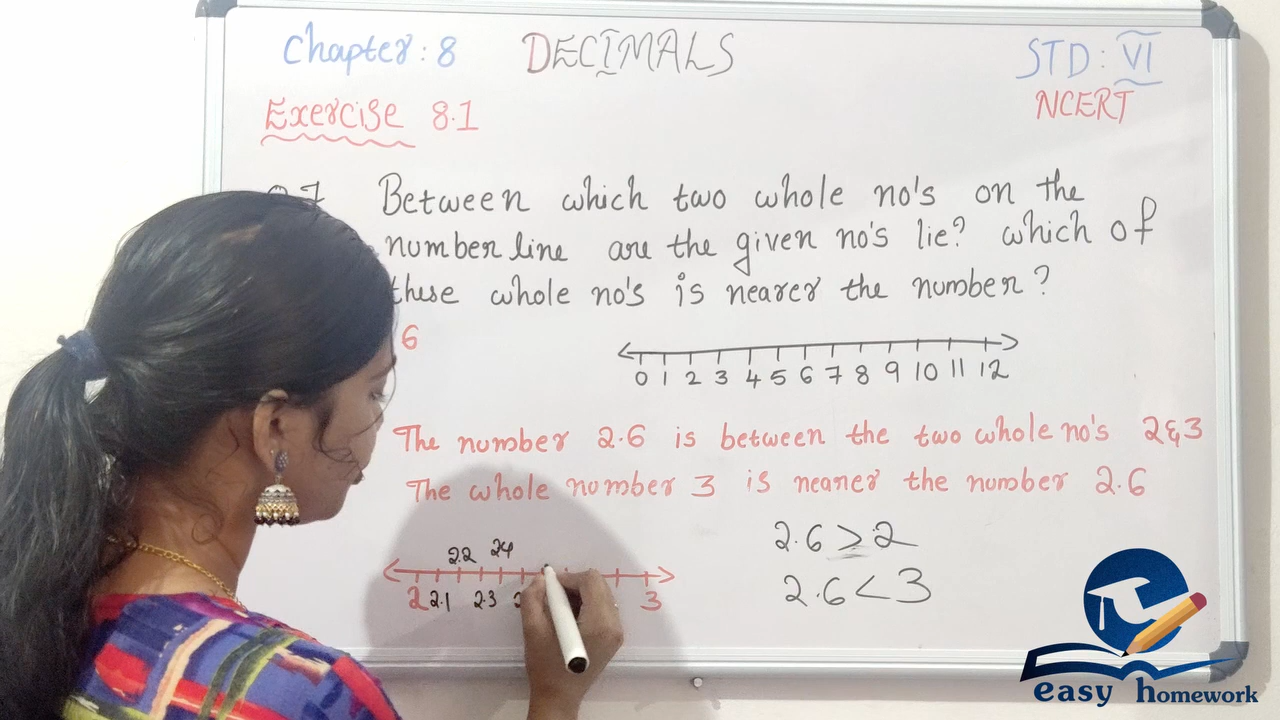 Chapter: 8 DECIMALS STD: VI
Exercise 8.1 NCERT
Between which two whole no's on the
number line are the given no's lie? which of
these whole no's is nearer the number?
6
0 1 2 3 4 5 6 7 8 9 10 11 12
The number 2.6 is between the two whole no's 2&3
The whole number 3 is nearer the number 2.6
2.6 > 2
2.6 < 3
2.2 2.4
2 2.1 2.3 3
easy homework